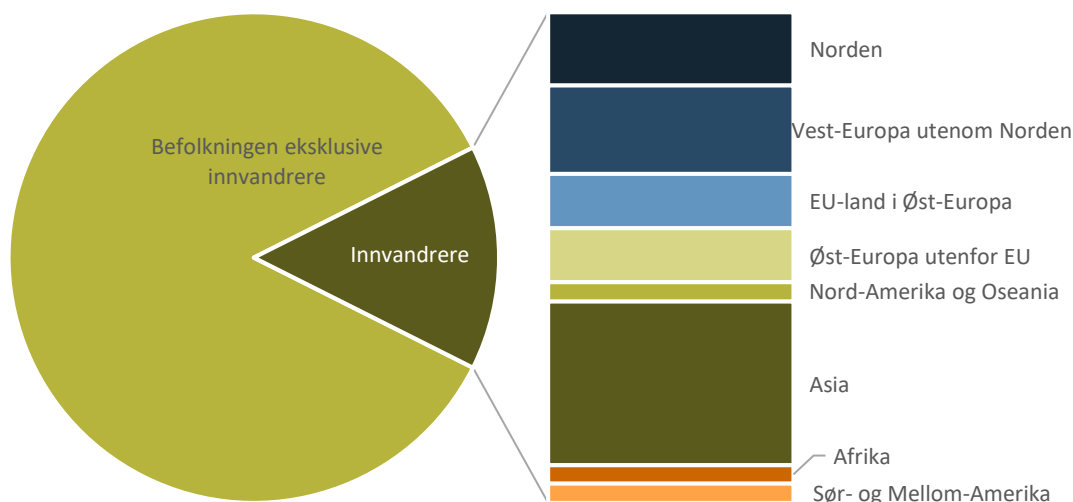 Befolkningen eksklusive
innvandrere
Innvandrere
Norden
Vest-Europa utenom Norden
EU-land i Øst-Europa
Øst-Europa utenfor EU
Nord-Amerika og Oseania
Asia
Afrika
Sør- og Mellom-Amerika